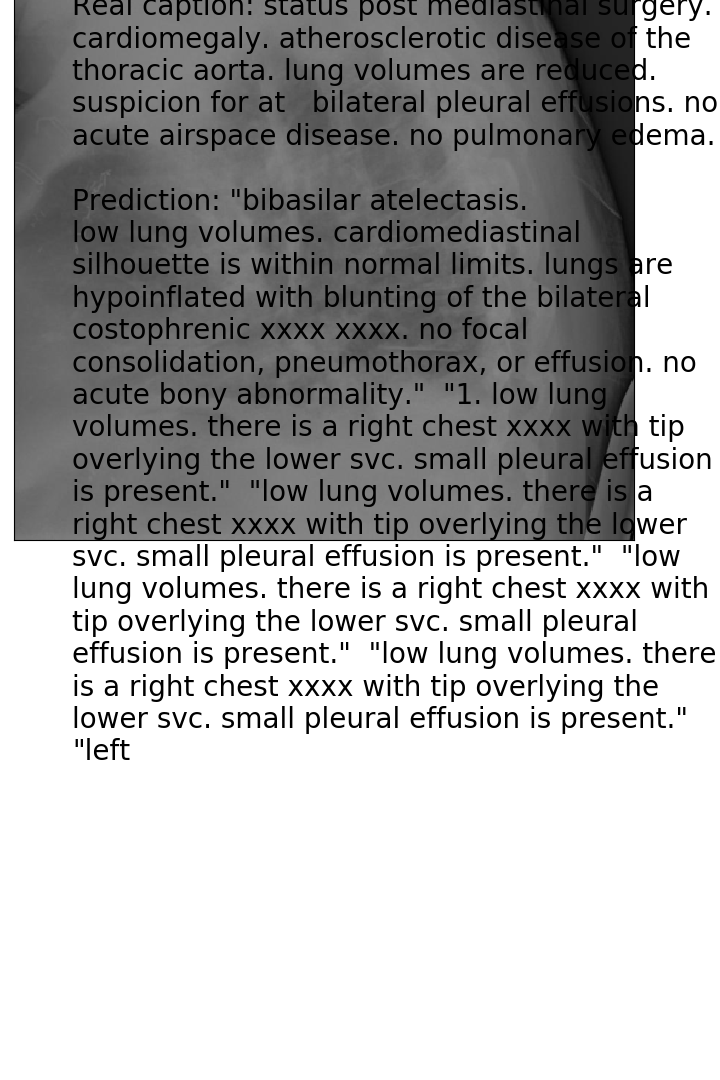 Real caption: status post mediastinal surgery.
cardiomegaly. atherosclerotic disease of the
thoracic aorta. lung volumes are reduced.
suspicion for at   bilateral pleural effusions. no
acute airspace disease. no pulmonary edema.

Prediction: "bibasilar atelectasis.
low lung volumes. cardiomediastinal
silhouette is within normal limits. lungs are
hypoinflated with blunting of the bilateral
costophrenic xxxx xxxx. no focal
consolidation, pneumothorax, or effusion. no
acute bony abnormality."  "1. low lung
volumes. there is a right chest xxxx with tip
overlying the lower svc. small pleural effusion
is present."  "low lung volumes. there is a
right chest xxxx with tip overlying the lower
svc. small pleural effusion is present."  "low
lung volumes. there is a right chest xxxx with
tip overlying the lower svc. small pleural
effusion is present."  "low lung volumes. there
is a right chest xxxx with tip overlying the
lower svc. small pleural effusion is present."
"left